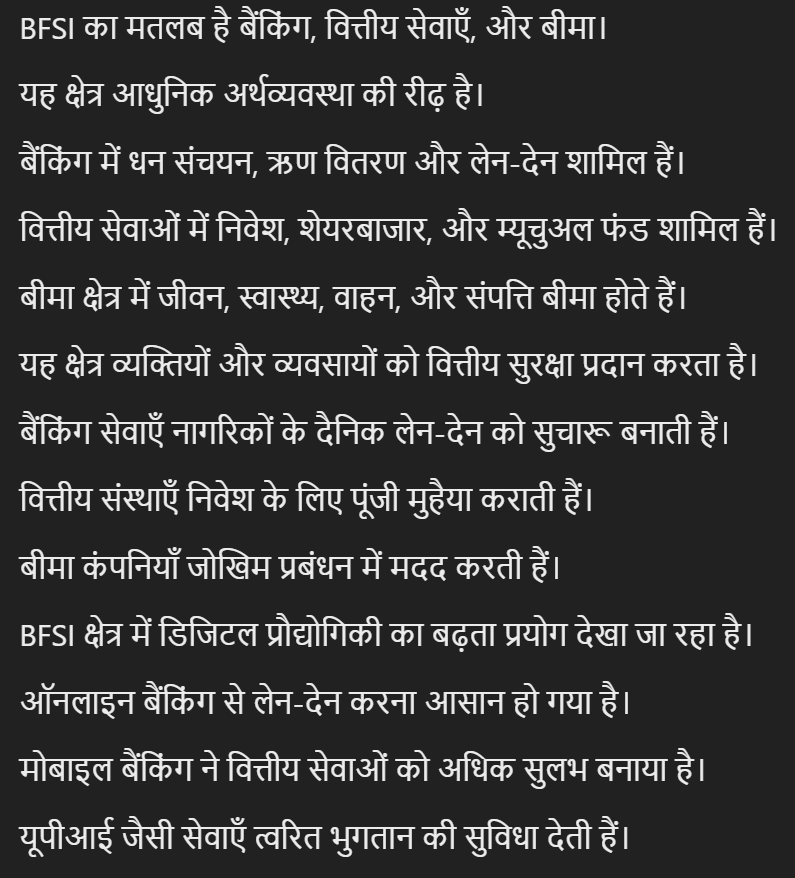 BFSI का मतलब है बैंकिंग, वित्तीय सेवाएँ, और बीमा।
यह क्षेत्र आधुनिक अर्थव्यवस्था की रीढ़ है।
बैंकिंग में धन संचयन, ऋण वितरण और लेन-देन शामिल हैं।
वित्तीय सेवाओं में निवेश, शेयरबाजार, और म्यूचुअल फंड शामिल हैं।
बीमा क्षेत्र में जीवन, स्वास्थ्य, वाहन, और संपत्ति बीमा होते हैं।
यह क्षेत्र व्यक्तियों और व्यवसायों को वित्तीय सुरक्षा प्रदान करता है।
बैंकिंग सेवाएँ नागरिकों के दैनिक लेन-देन को सुचारू बनाती हैं।
वित्तीय संस्थाएँ निवेश के लिए पूंजी मुहैया कराती हैं।
बीमा कंपनियाँ जोखिम प्रबंधन में मदद करती हैं।
BFSI क्षेत्र में डिजिटल प्रौद्योगिकी का बढ़ता प्रयोग देखा जा रहा है।
ऑनलाइन बैंकिंग से लेन-देन करना आसान हो गया है।
मोबाइल बैंकिंग ने वित्तीय सेवाओं को अधिक सुलभ बनाया है।
यूपीआई जैसी सेवाएँ त्वरित भुगतान की सुविधा देती हैं।